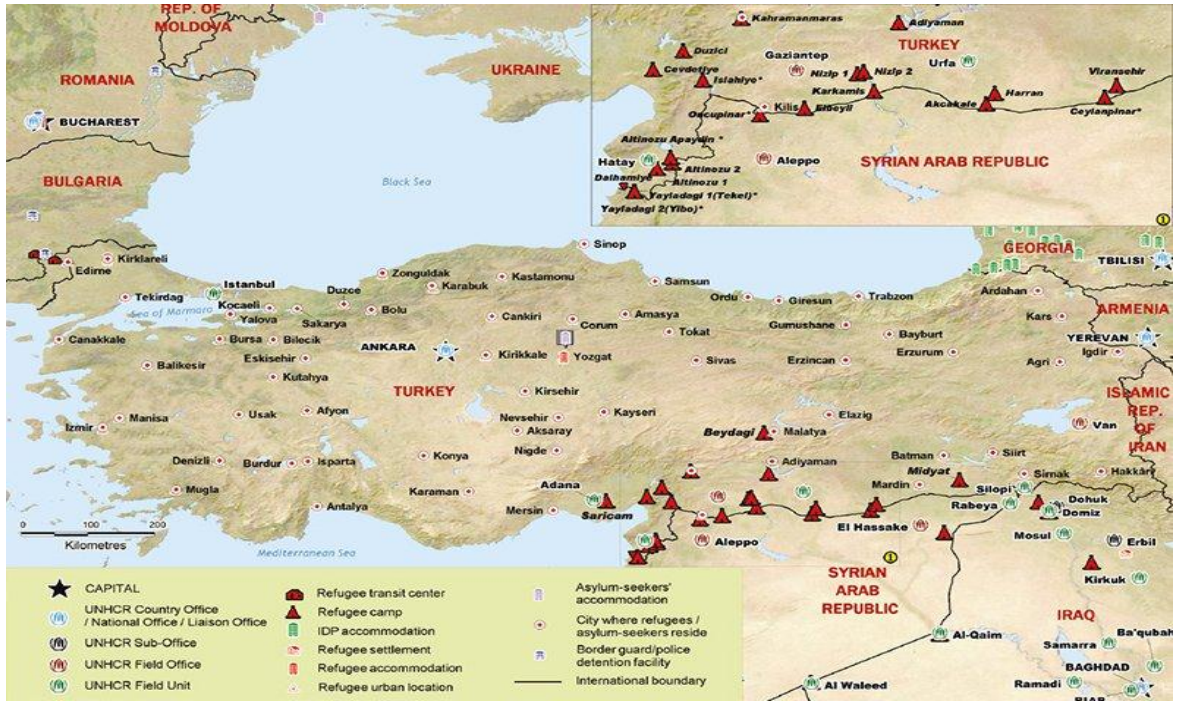 REP. OF
MOLDOVA
ROMANIA
UKRAINE
BUCHAREST
BULGARIA
Black Sea
Kahramanmaras
Adiyaman
TURKEY
Duzici
Gaziantep
Urfa
Cevdetiye
Islahiye*
Nizip 1
Nizip 2
Viransehir
Karkamis
Harran
Oncupinar*
Kilis
Elbeyli
Akcakale
Ceylanpinar*
Altinozu Apaydin *
Hatay
Aleppo
SYRIAN ARAB REPUBLIC
Altinozu 2
Dalhamiye
Altinozu 1
Yayladagi 1(Tekel)*
Yayladagi 2(Yibo)*
1
Edirne
Kirklareli
Sinop
GEORGIA
TBILISI
Istanbul
Tekirdag
Sea of Marmara
Kocaeli
Yalova
Sakarya
Duzce
Zonguldak
Karabuk
Bolu
Kastamonu
Samsun
Ordu
Giresun
Trabzon
Ardahan
ARMENIA
Canakkale
Bursa
Bilecik
Cankiri
Corum
Amasya
Tokat
Gumushane
Bayburt
Kars
YEREVAN
Balikesir
Eskisehir
ANKARA
Kirikkale
Yozgat
Sivas
Erzincan
Erzurum
Agri
Igdir
Kutahya
TURKEY
Kirsehir
ISLAMIC
REP.
OF
IRAN
Manisa
Usak
Afyon
Nevsehir
Kayseri
Elazig
Van
Izmir
Aksaray
Beydagi
Malatya
Denizli
Burdur
Isparta
Konya
Nigde
Adiyaman
Batman
Siirt
Midyat
Sirnak
Hakkari
Mugla
Antalya
Karaman
Adana
Mersin
Saricam
Mardin
Silopi
Rabeya
Dohuk
Domiz
El Hassake
Mosul
Erbil
Aleppo
Kirkuk
0
100
200
Kilometres
Mediterranean Sea
1
SYRIAN
ARAB
REPUBLIC
IRAQ
Al-Qaim
Samarra
Ba'qubah
BAGHDAD
Al Waleed
Ramadi
CAPITAL
UNHCR Country Office
/ National Office / Liaison Office
UNHCR Sub-Office
UNHCR Field Office
UNHCR Field Unit
Refugee transit center
Refugee camp
IDP accommodation
Refugee settlement
Refugee accommodation
Refugee urban location
Asylum-seekers'
accommodation
City where refugees /
asylum-seekers reside
Border guard/police
detention facility
International boundary